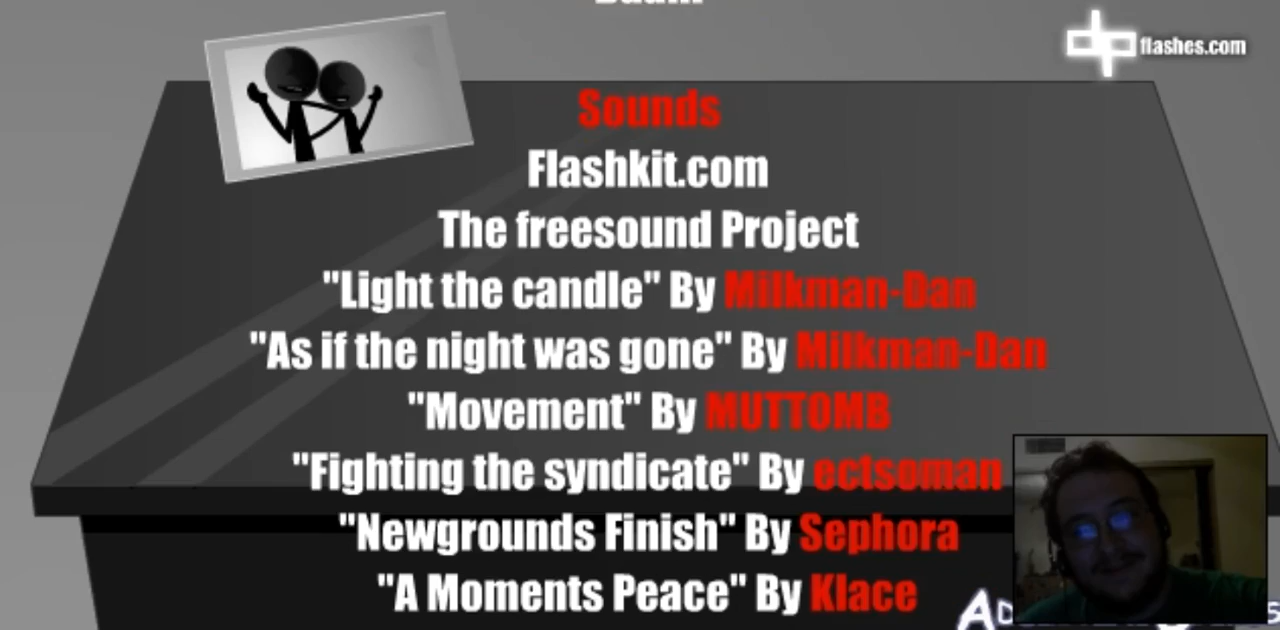 flashes.com
Sounds
Flashkit.com
The freesound Project
"Light the candle" By Milkman-Dan
"As if the night was gone" By Milkman-Dan
"Movement" By MUTTOMB
"Fighting the syndicate" By ectsoman
"Newgrounds Finish" By Sephora
"A Moments Peace" By Klace